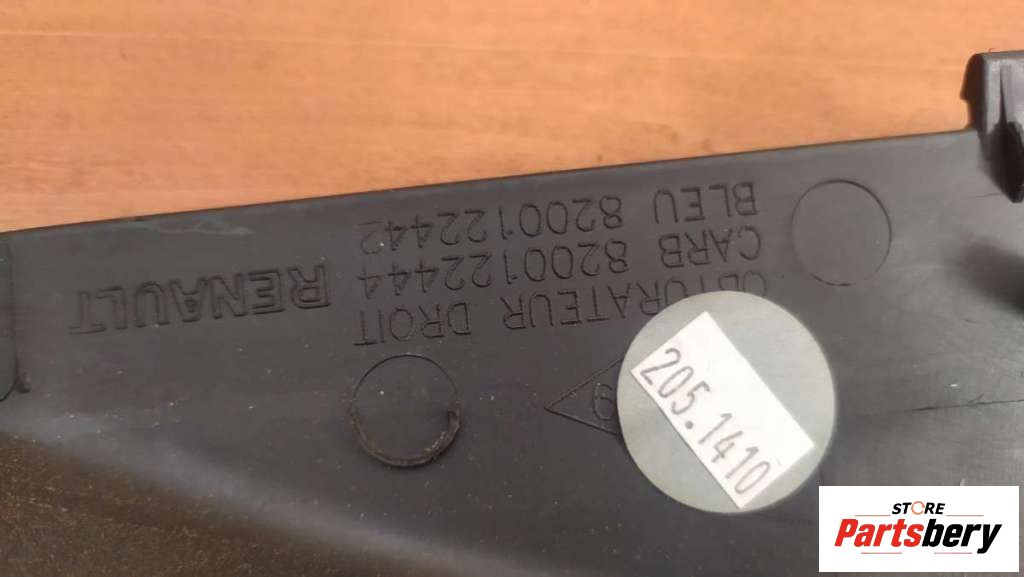 OBTURATEUR DROIT
CARB 8200122444 RENAULT
BLEU 8200122442
205.1410
STORE
Partsbery